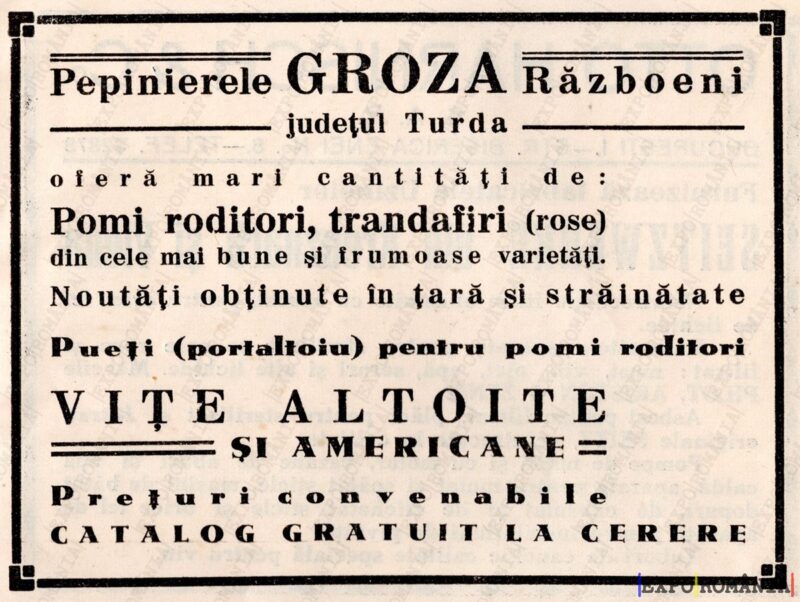 Pepinierele GROZA Războeni
județul Turda
oferă mari cantități de:
Pomi roditori, trandafiri (rose)
din cele mai bune și frumoase varietăți.
Noutăți obținute în țară și străinătate
Pueți (portaltoiu) pentru pomi roditori
VIȚE ALTOITE
ȘI AMERICANE
Prețuri convenabile
CATALOG GRATUIT LA CERERE
EXPO ROMÂNIA